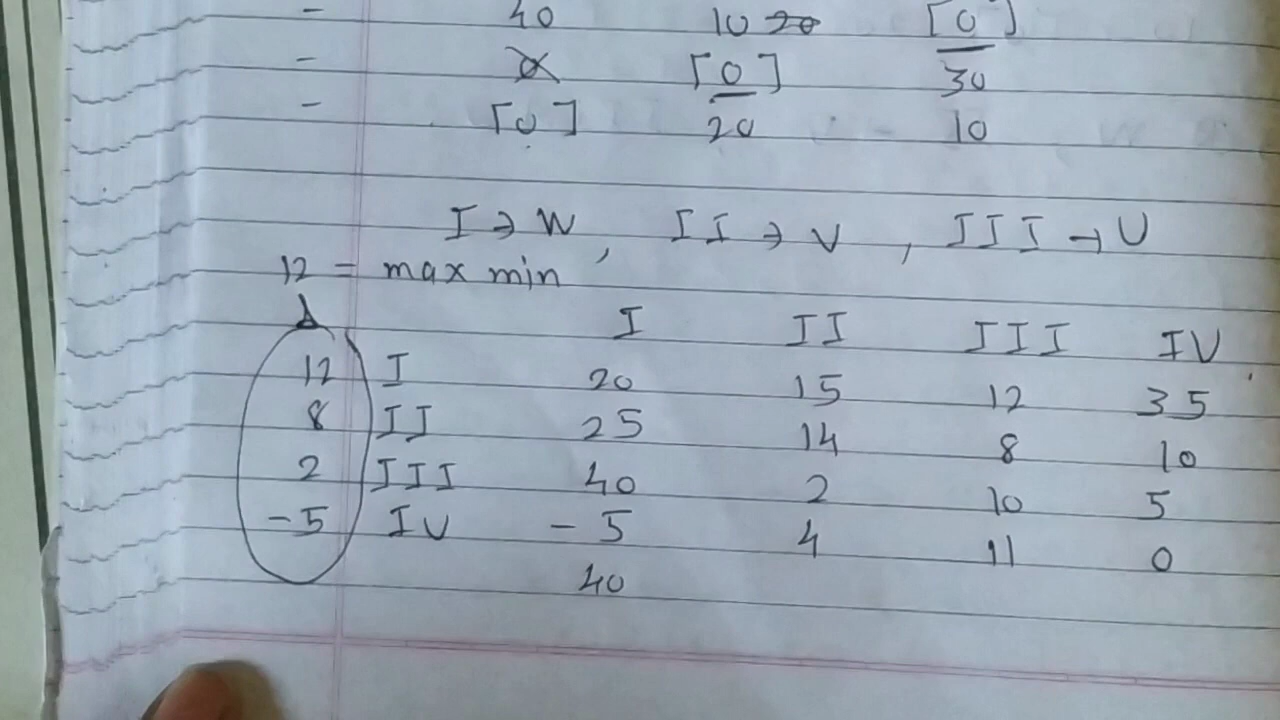 - 40 10 20 [0]
- 0 [0] 30
- [0] 20 10
I → W, II → V, III → U
12 = max min
I II III IV
12 I 20 15 12 35
8 II 25 14 8 10
2 III 40 2 10 5
-5 IV -5 4 11 0
40